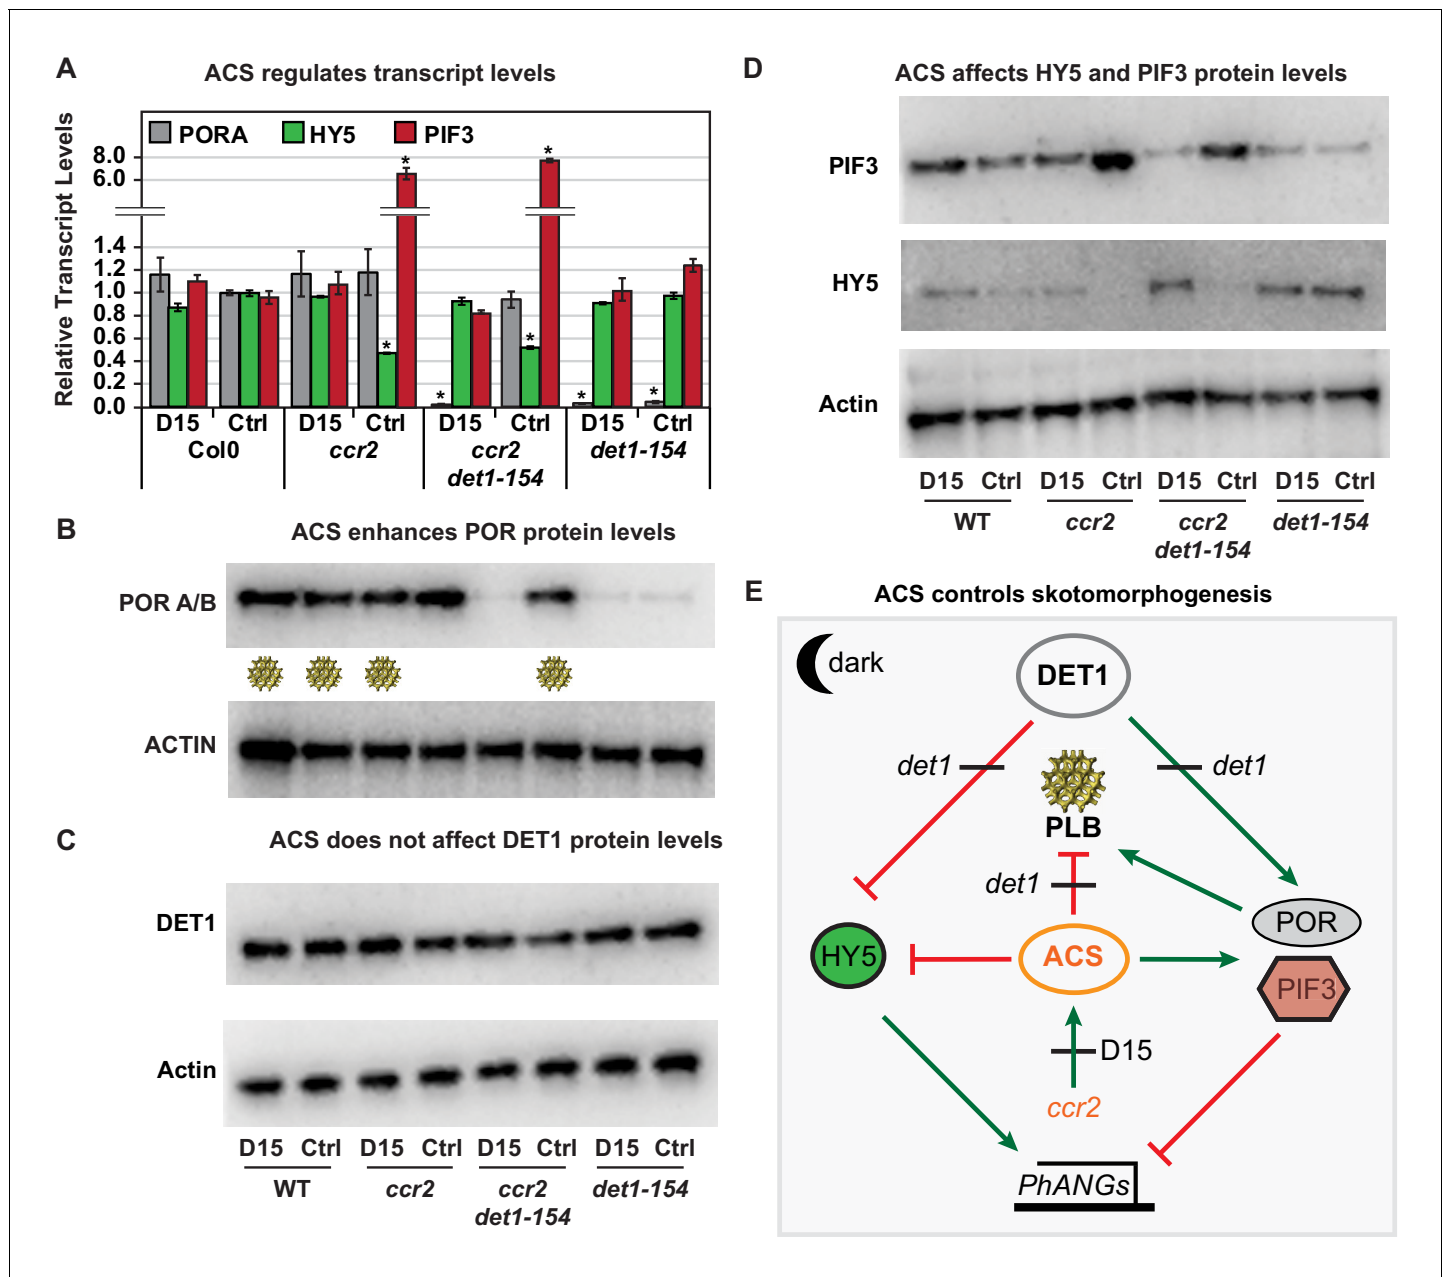 A
ACS regulates transcript levels
PORA HY5 PIF3
Relative Transcript Levels
8.0
6.0
1.4
1.2
1.0
0.8
0.6
0.4
0.2
0.0
* * * * * * *
D15 Ctrl D15 Ctrl D15 Ctrl D15 Ctrl
Col0 ccr2 ccr2 det1-154
det1-154
B
ACS enhances POR protein levels
POR A/B
ACTIN
C
ACS does not affect DET1 protein levels
DET1
Actin
D15 Ctrl D15 Ctrl D15 Ctrl D15 Ctrl
WT ccr2 ccr2 det1-154
det1-154
D
ACS affects HY5 and PIF3 protein levels
PIF3
HY5
Actin
D15 Ctrl D15 Ctrl D15 Ctrl D15 Ctrl
WT ccr2 ccr2 det1-154
det1-154
E
ACS controls skotomorphogenesis
dark
DET1
det1
det1
PLB
det1
POR
HY5
ACS
PIF3
D15
ccr2
PhANGs